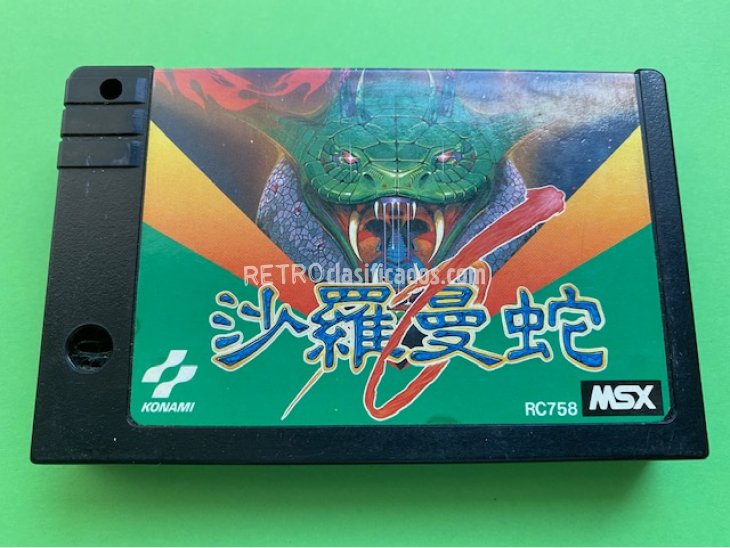 RETROclasificados.com
沙羅曼蛇
KONAMI
RC758 MSX